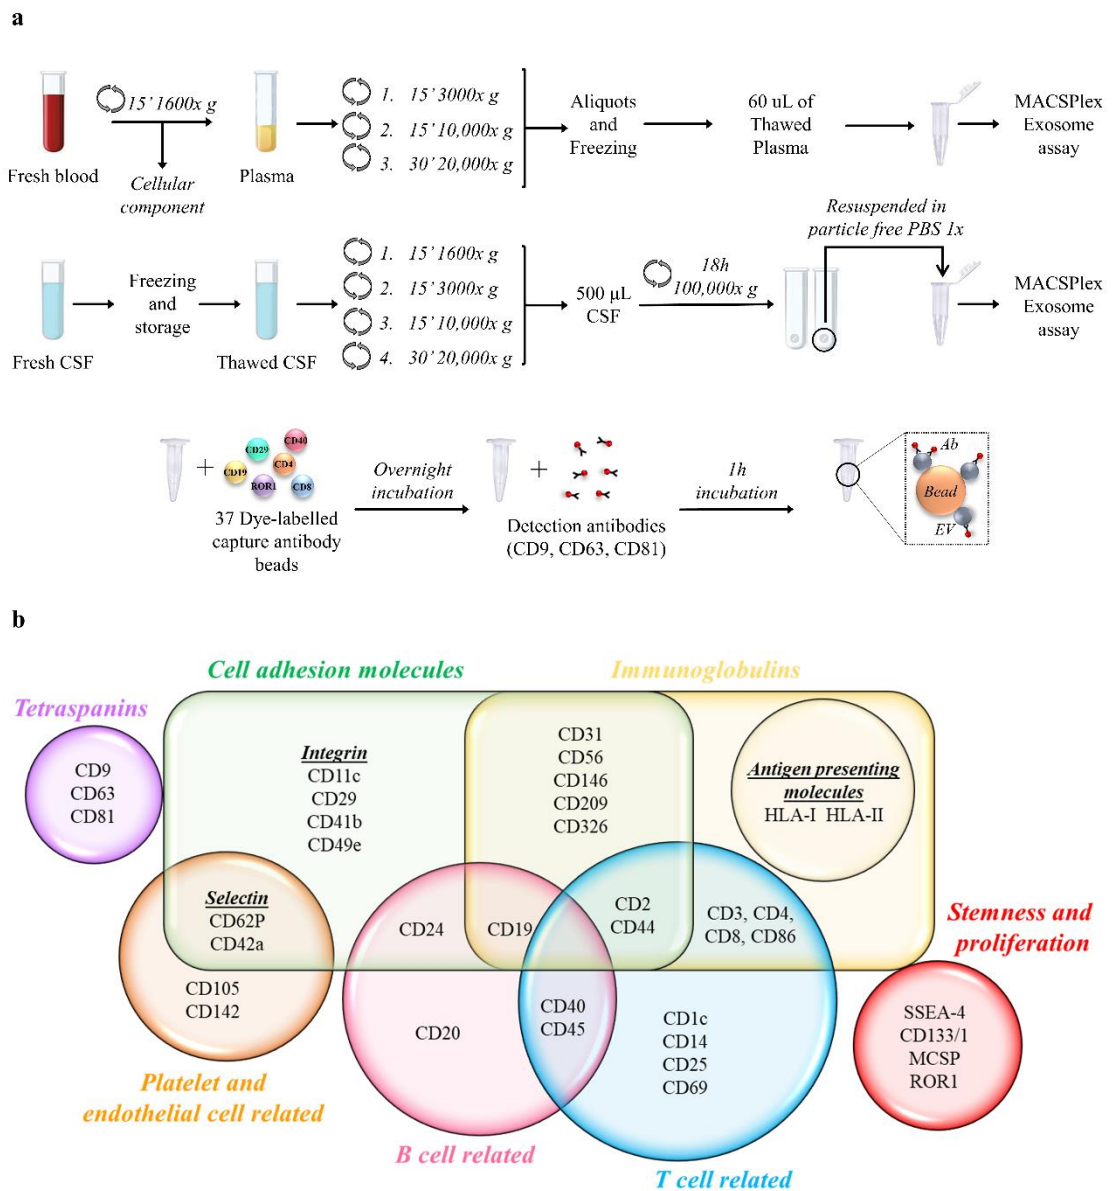 a
Fresh blood
15’ 1600x g
Cellular
component
Plasma
1. 15’ 3000x g
2. 15’ 10,000x g
3. 30’ 20,000x g
Aliquots
and
Freezing
60 uL of
Thawed
Plasma
MACSPlex
Exosome
assay
Fresh CSF
Freezing
and
storage
Thawed CSF
1. 15’ 1600x g
2. 15’ 3000x g
3. 15’ 10,000x g
4. 30’ 20,000x g
500 µL
CSF
18h
100,000x g
Resuspended in
particle free PBS 1x
MACSPlex
Exosome
assay
CD29
CD40
CD19
CD4
ROR1
CD8
37 Dye-labelled
capture antibody
beads
Overnight
incubation
Detection antibodies
(CD9, CD63, CD81)
1h
incubation
Ab
Bead
EV
b
Cell adhesion molecules
Immunoglobulins
Tetraspanins
CD9
CD63
CD81
Integrin
CD11c
CD29
CD41b
CD49e
CD31
CD56
CD146
CD209
CD326
Antigen presenting
molecules
HLA-I HLA-II
Selectin
CD62P
CD42a
CD105
CD142
CD24
CD19
CD2
CD44
CD3, CD4,
CD8, CD86
Stemness and
proliferation
CD20
CD40
CD45
CD1c
CD14
CD25
CD69
SSEA-4
CD133/1
MCSP
ROR1
Platelet and
endothelial cell related
B cell related
T cell related